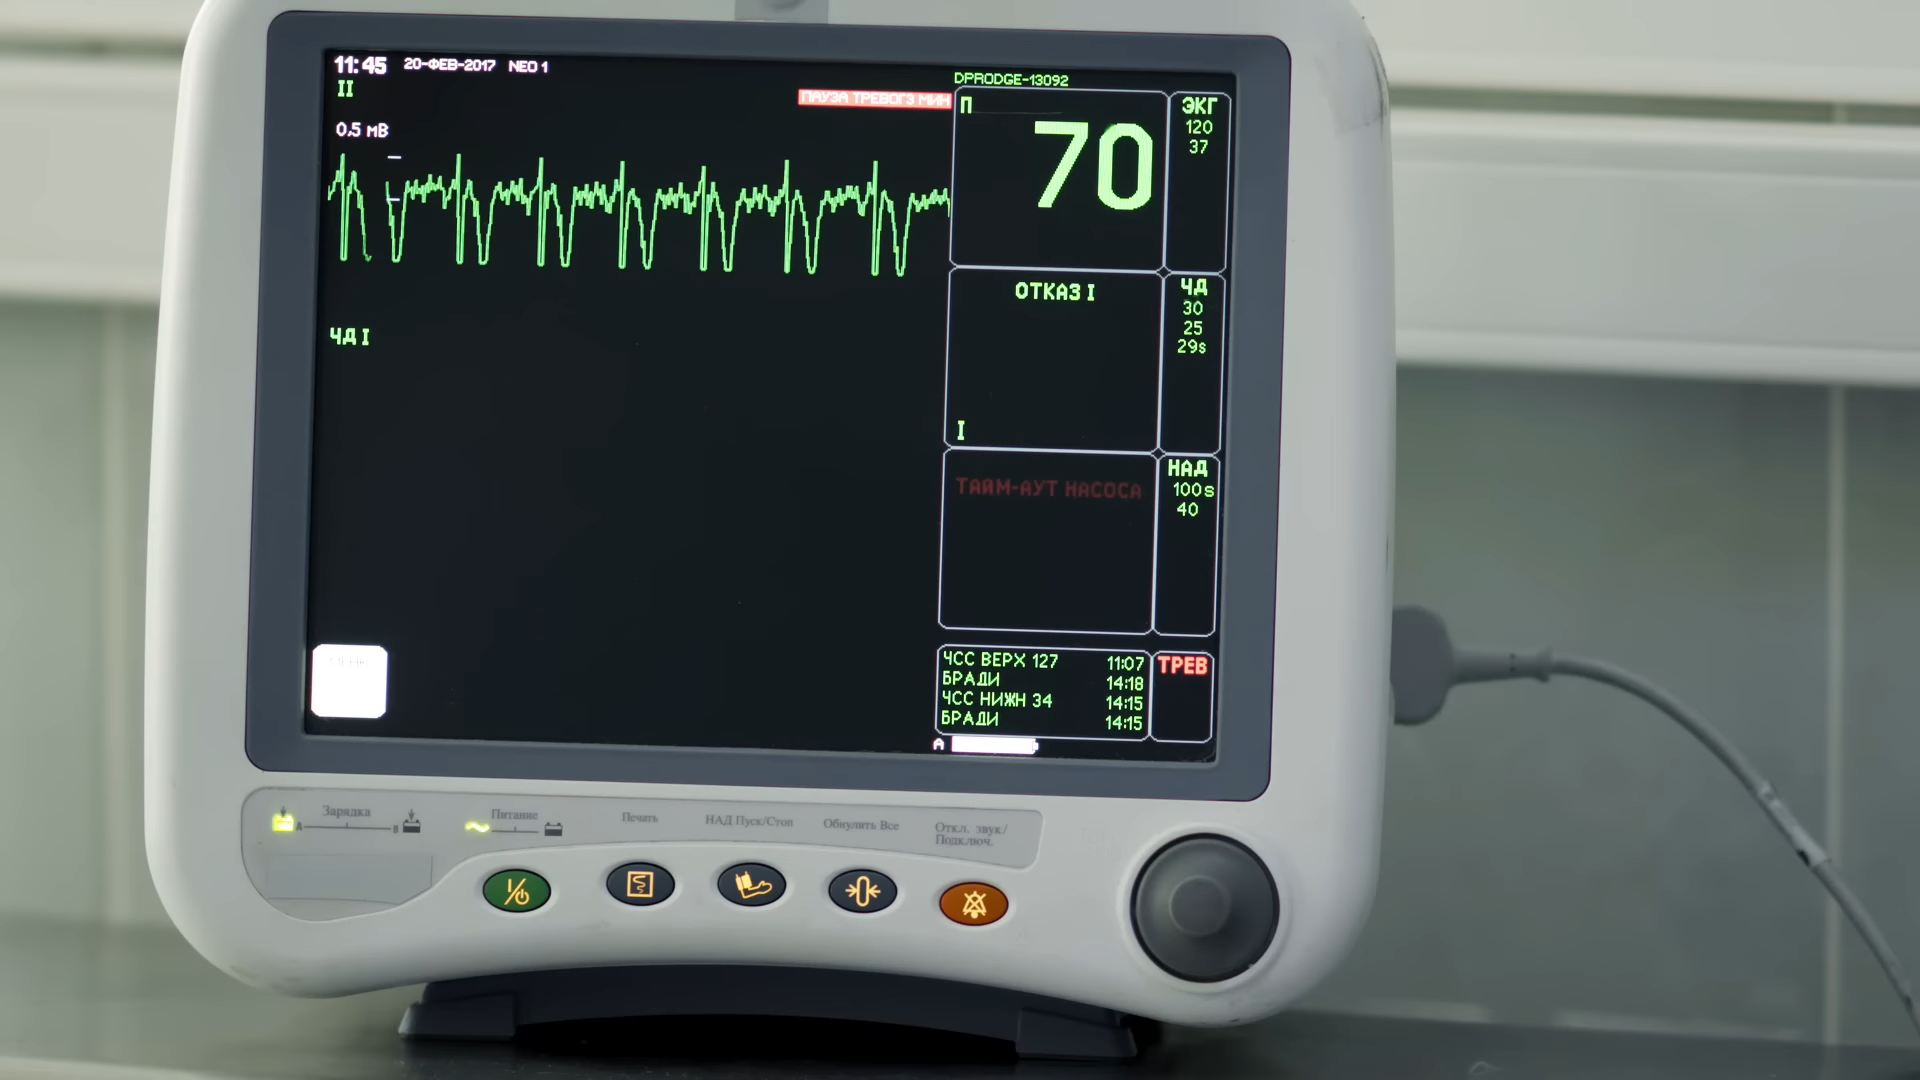 11:45 20-ФЕВ-2017 NEO 1
DPRODGE-13092
II
ПАУЗА ТРЕВОГЗ МИН
0.5 мВ
П
70
ЭКГ
120
37
ОТКАЗ I
I
ЧД
30
25
29s
ЧД I
ТАЙМ-АУТ НАСОСА
НАД
100s
40
ЧСС ВЕРХ 127 11:07
БРАДИ 14:18
ЧСС НИЖН 34 14:15
БРАДИ 14:15
ТРЕВ
A
Зарядка
A B
Питание
Печать
НАД Пуск/Стоп
Обнулить Все
Откл. звук/
Подключ.